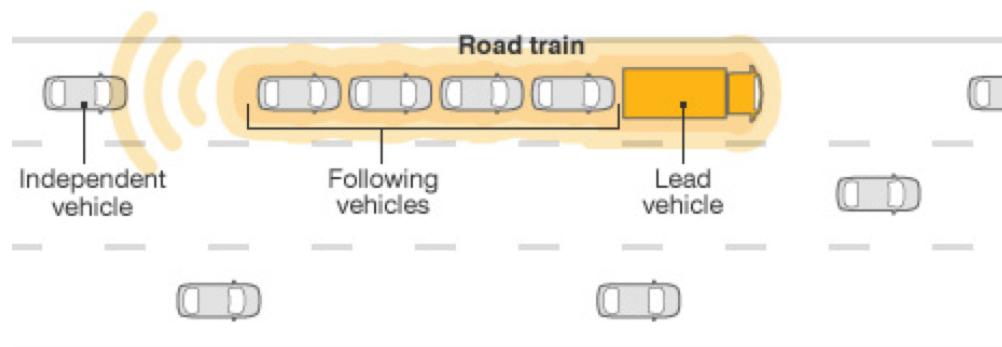 Road train
Independent
vehicle
Following
vehicles
Lead
vehicle